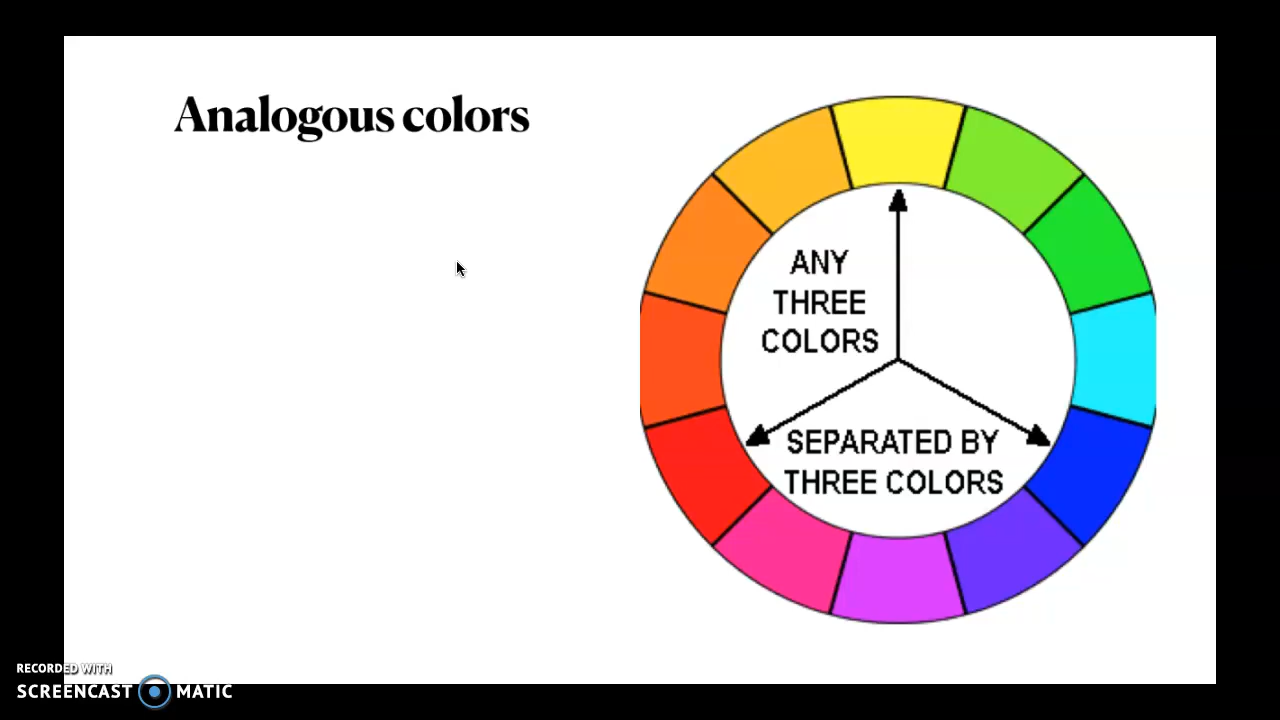 Analogous colors
ANY
THREE
COLORS
SEPARATED BY
THREE COLORS
RECORDED WITH
SCREENCAST MATIC